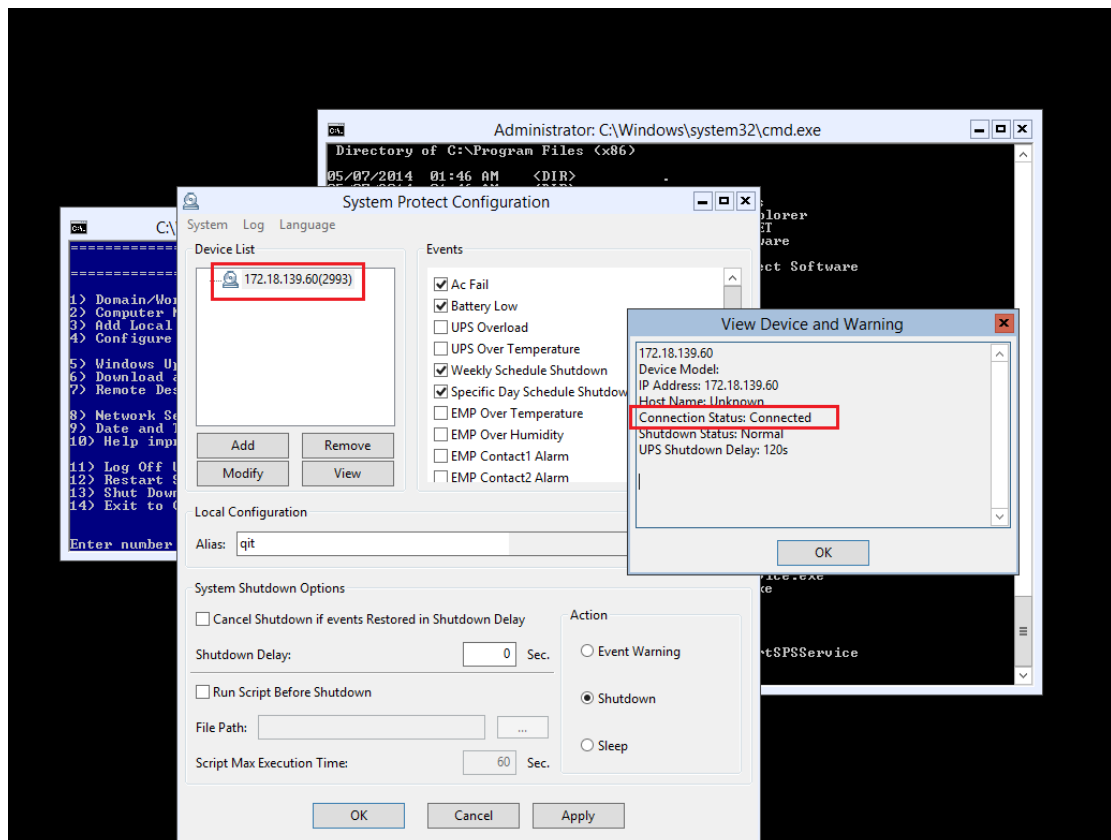 Administrator: C:\Windows\system32\cmd.exe
Directory of C:\Program Files (x86)
05/07/2014 01:46 AM <DIR> .
ect Software
rtSPSService
C:\
1) Domain/Wor
2) Computer
3) Add Local
4) Configure
5) Windows Up
6) Download
7) Remote Des
8) Network Se
9) Date and
10) Help impr
11) Log Off
12) Restart S
13) Shut Down
14) Exit to
Enter number
System Protect Configuration
System Log Language
Device List
172.18.139.60(2993)
Add Remove
Modify View
Events
Ac Fail
Battery Low
UPS Overload
UPS Over Temperature
Weekly Schedule Shutdown
Specific Day Schedule Shutdow
EMP Over Temperature
EMP Over Humidity
EMP Contact1 Alarm
EMP Contact2 Alarm
Local Configuration
Alias: qit
System Shutdown Options
Cancel Shutdown if events Restored in Shutdown Delay
Shutdown Delay: 0 Sec.
Run Script Before Shutdown
File Path: ...
Script Max Execution Time: 60 Sec.
Action
Event Warning
Shutdown
Sleep
OK Cancel Apply
View Device and Warning
172.18.139.60
Device Model:
IP Address: 172.18.139.60
Host Name: Unknown
Connection Status: Connected
Shutdown Status: Normal
UPS Shutdown Delay: 120s
OK